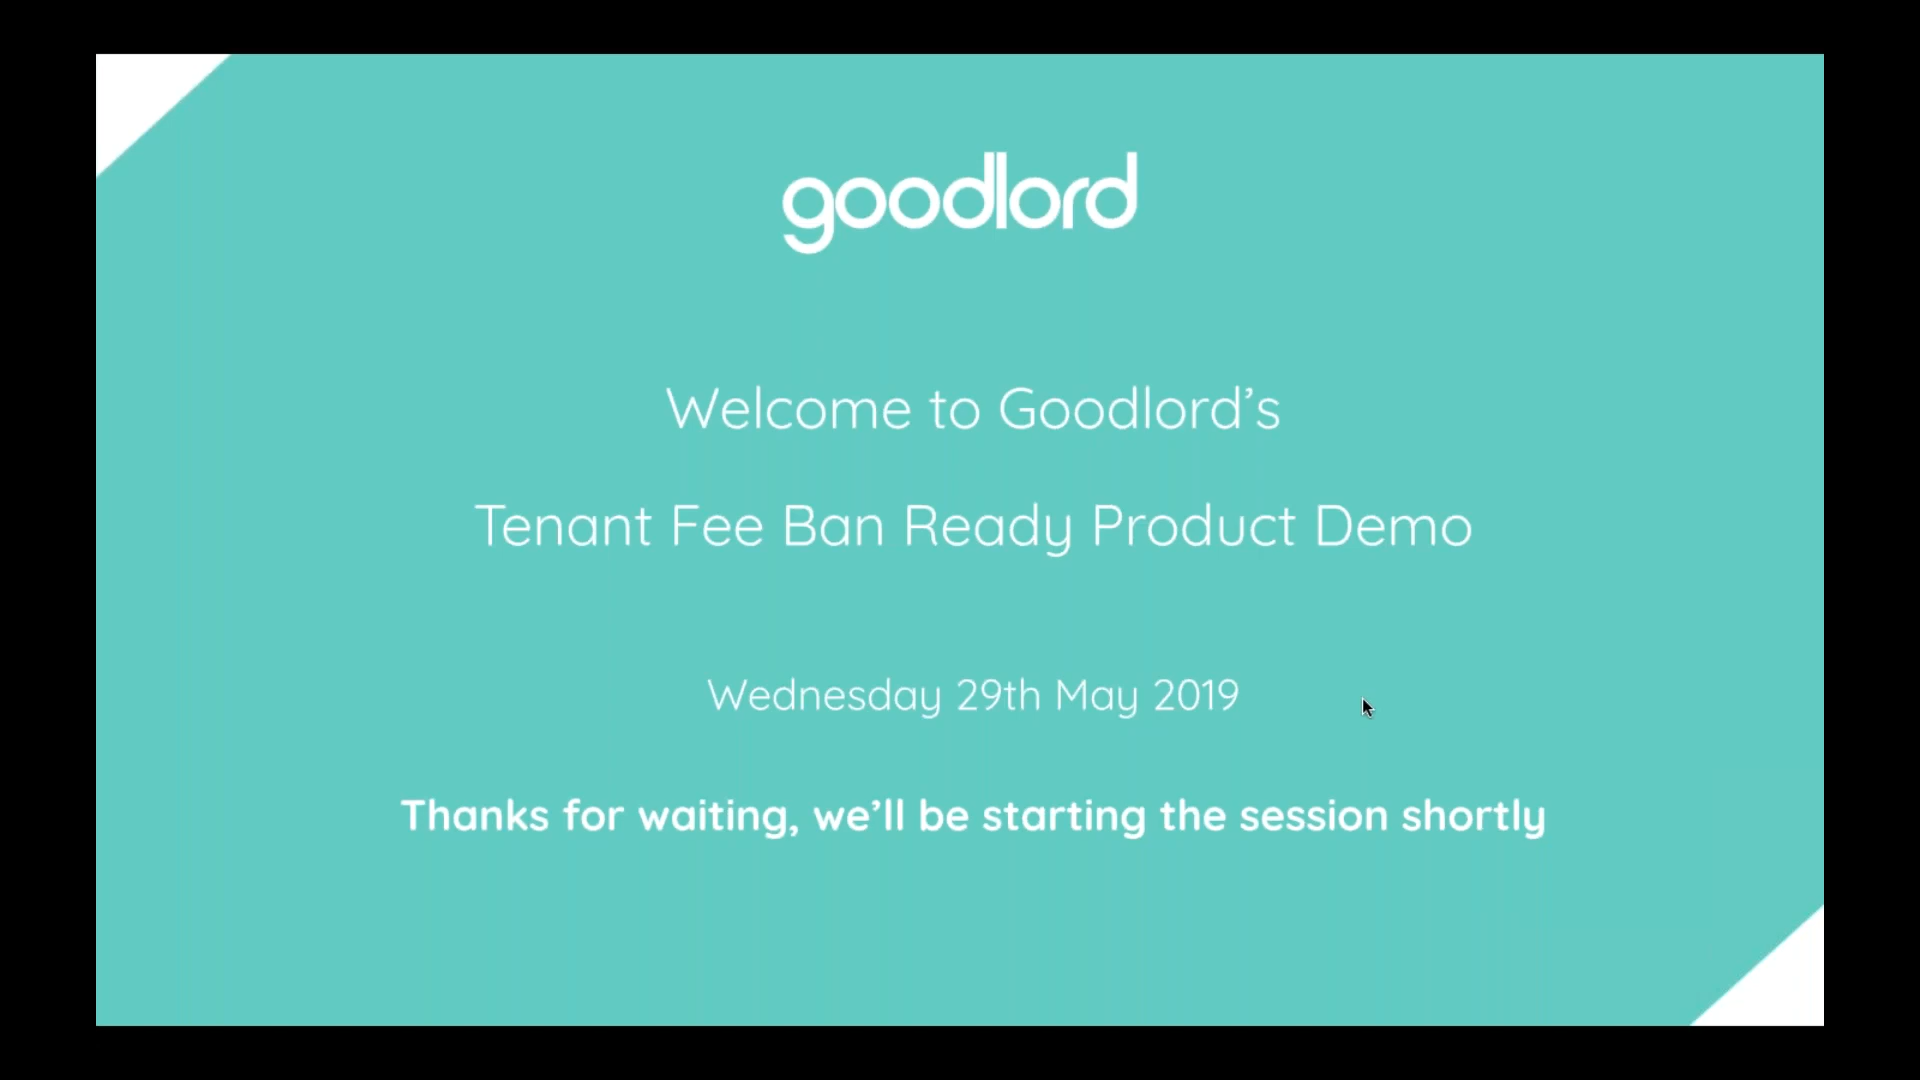 goodlord
Welcome to Goodlord’s
Tenant Fee Ban Ready Product Demo
Wednesday 29th May 2019
Thanks for waiting, we’ll be starting the session shortly